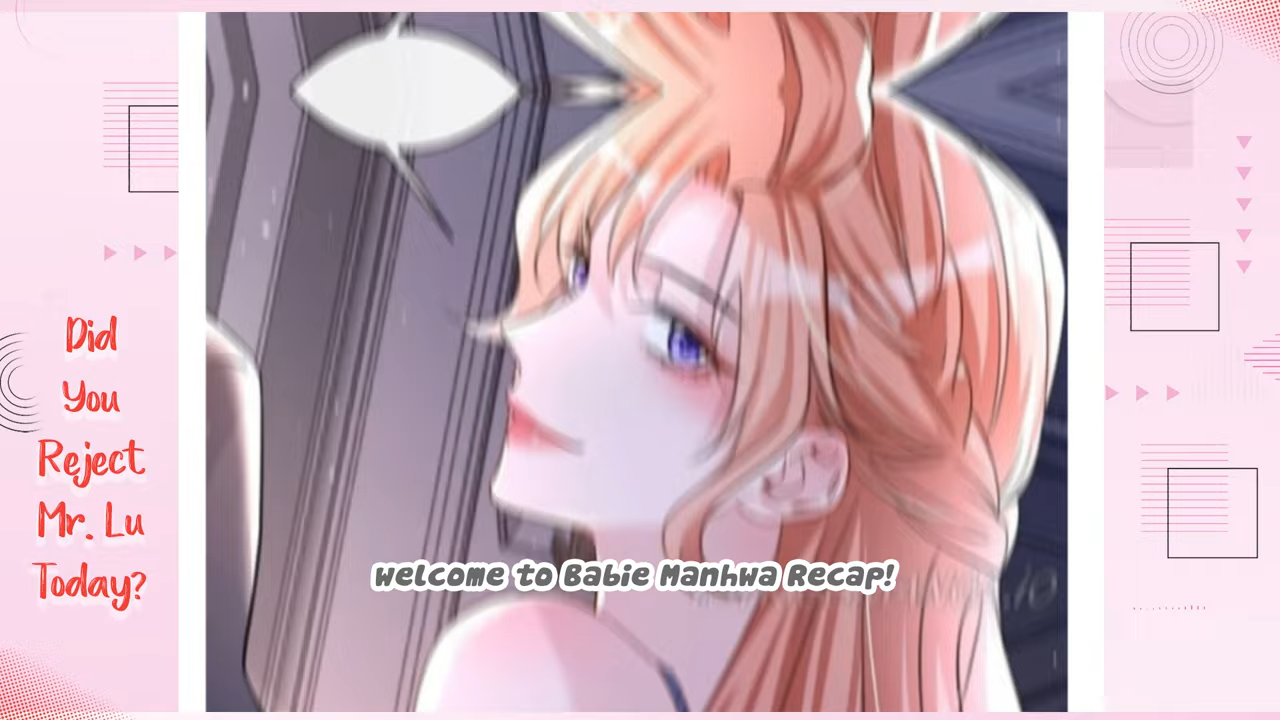 Did
You
Reject
Mr. Lu
Today?
welcome to Babie Manhwa Recap!